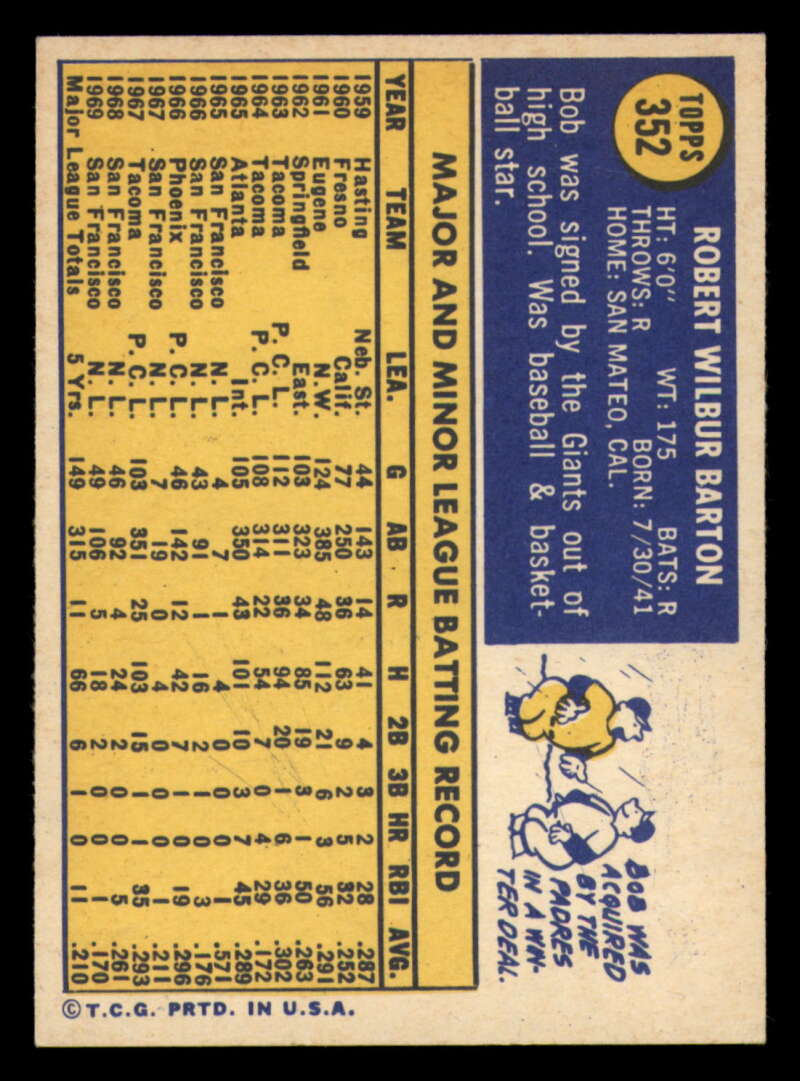 TOPPS
352
ROBERT WILBUR BARTON
HT: 6'0" WT: 175 BATS: R
THROWS: R BORN: 7/30/41
HOME: SAN MATEO, CAL.
Bob was signed by the Giants out of
high school. Was baseball & basket-
ball star.
BOB WAS
ACQUIRED
BY THE
PADRES
IN A WIN-
TER DEAL.
MAJOR AND MINOR LEAGUE BATTING RECORD
YEAR TEAM LEA. G AB R H 2B 3B HR RBI AVG.
1959 Hasting Neb. St. 44 143 14 41 4 3 2 28 .287
1960 Fresno Calif. 77 250 36 63 9 2 5 32 .252
1961 Eugene N.W. 124 385 48 112 21 6 3 56 .291
1962 Springfield East. 103 323 34 85 19 3 1 50 .263
1963 Tacoma P.C.L. 112 311 36 94 20 1 6 36 .302
1964 Tacoma P.C.L. 108 314 22 54 7 0 4 29 .172
1965 Atlanta Int. 105 350 43 101 10 3 7 45 .289
1965 San Francisco N.L. 4 7 1 4 0 0 0 1 .571
1966 San Francisco N.L. 43 91 1 16 2 1 0 3 .176
1966 Phoenix P.C.L. 46 142 12 42 7 1 0 19 .296
1967 San Francisco N.L. 7 19 0 4 0 0 0 1 .211
1967 Tacoma P.C.L. 103 351 25 103 15 1 1 35 .293
1968 San Francisco N.L. 46 92 4 24 2 0 0 5 .261
1969 San Francisco N.L. 49 106 5 18 2 0 0 1 .170
Major League Totals 5 Yrs. 149 315 11 66 6 1 0 11 .210
© T.C.G. PRTD. IN U.S.A.